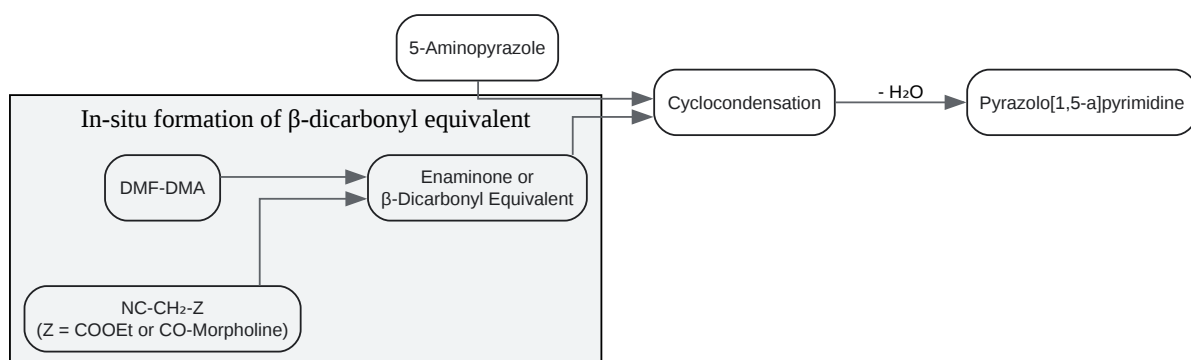 5-Aminopyrazole
Cyclocondensation
- H₂O
Pyrazolo[1,5-a]pyrimidine
In-situ formation of β-dicarbonyl equivalent
DMF-DMA
Enaminone or
β-Dicarbonyl Equivalent
NC-CH₂-Z
(Z = COOEt or CO-Morpholine)